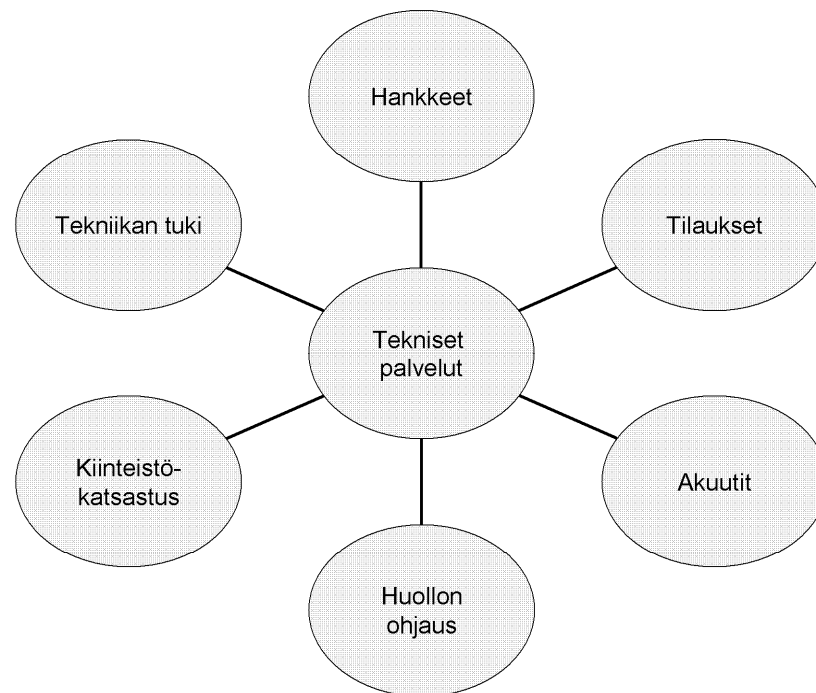 Hankkeet
Tekniikan tuki
Tilaukset
Tekniset
palvelut
Kiinteistö-
katsastus
Akuutit
Huollon
ohjaus